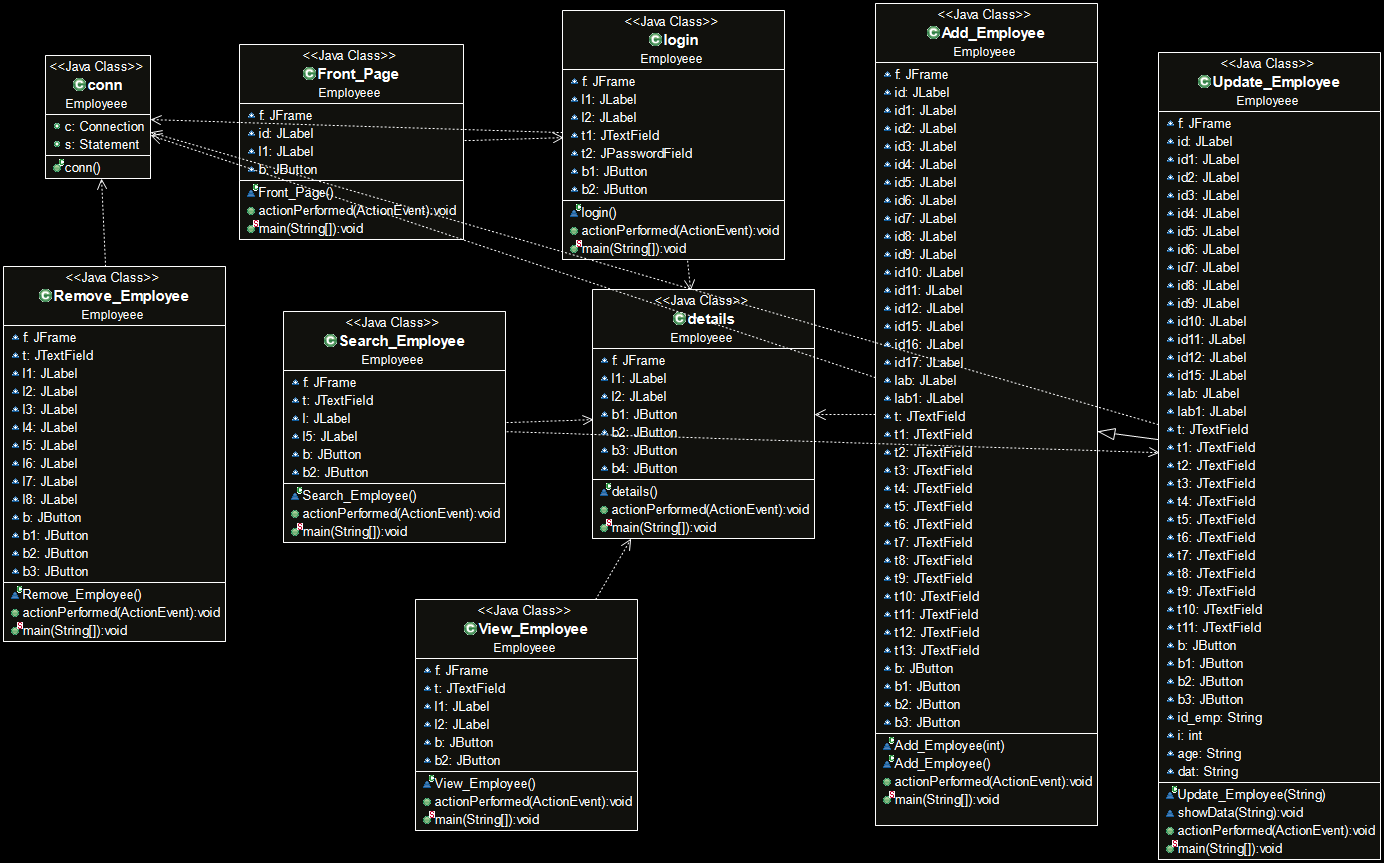 <<Java Class>>
conn
Employeee
c: Connection
s: Statement
conn()
<<Java Class>>
Front_Page
Employeee
f: JFrame
id: JLabel
l1: JLabel
b: JButton
Front_Page()
actionPerformed(ActionEvent):void
main(String[]):void
<<Java Class>>
login
Employeee
f: JFrame
l1: JLabel
l2: JLabel
t1: JTextField
t2: JPasswordField
b1: JButton
b2: JButton
login()
actionPerformed(ActionEvent):void
main(String[]):void
<<Java Class>>
Add_Employee
Employeee
f: JFrame
id: JLabel
id1: JLabel
id2: JLabel
id3: JLabel
id4: JLabel
id5: JLabel
id6: JLabel
id7: JLabel
id8: JLabel
id9: JLabel
id10: JLabel
id11: JLabel
id12: JLabel
id15: JLabel
id16: JLabel
id17: JLabel
lab: JLabel
lab1: JLabel
t: JTextField
t1: JTextField
t2: JTextField
t3: JTextField
t4: JTextField
t5: JTextField
t6: JTextField
t7: JTextField
t8: JTextField
t9: JTextField
t10: JTextField
t11: JTextField
t12: JTextField
t13: JTextField
b: JButton
b1: JButton
b2: JButton
b3: JButton
Add_Employee(int)
Add_Employee()
actionPerformed(ActionEvent):void
main(String[]):void
<<Java Class>>
Update_Employee
Employeee
f: JFrame
id: JLabel
id1: JLabel
id2: JLabel
id3: JLabel
id4: JLabel
id5: JLabel
id6: JLabel
id7: JLabel
id8: JLabel
id9: JLabel
id10: JLabel
id11: JLabel
id12: JLabel
id15: JLabel
lab: JLabel
lab1: JLabel
t: JTextField
t1: JTextField
t2: JTextField
t3: JTextField
t4: JTextField
t5: JTextField
t6: JTextField
t7: JTextField
t8: JTextField
t9: JTextField
t10: JTextField
t11: JTextField
b: JButton
b1: JButton
b2: JButton
b3: JButton
id_emp: String
i: int
age: String
dat: String
Update_Employee(String)
showData(String):void
actionPerformed(ActionEvent):void
main(String[]):void
<<Java Class>>
Remove_Employee
Employeee
f: JFrame
t: JTextField
l1: JLabel
l2: JLabel
l3: JLabel
l4: JLabel
l5: JLabel
l6: JLabel
l7: JLabel
l8: JLabel
b: JButton
b1: JButton
b2: JButton
b3: JButton
Remove_Employee()
actionPerformed(ActionEvent):void
main(String[]):void
<<Java Class>>
Search_Employee
Employeee
f: JFrame
t: JTextField
l: JLabel
l5: JLabel
b: JButton
b2: JButton
Search_Employee()
actionPerformed(ActionEvent):void
main(String[]):void
<<Java Class>>
details
Employeee
f: JFrame
l1: JLabel
l2: JLabel
b1: JButton
b2: JButton
b3: JButton
b4: JButton
details()
actionPerformed(ActionEvent):void
main(String[]):void
<<Java Class>>
View_Employee
Employeee
f: JFrame
t: JTextField
l1: JLabel
l2: JLabel
b: JButton
b2: JButton
View_Employee()
actionPerformed(ActionEvent):void
main(String[]):void